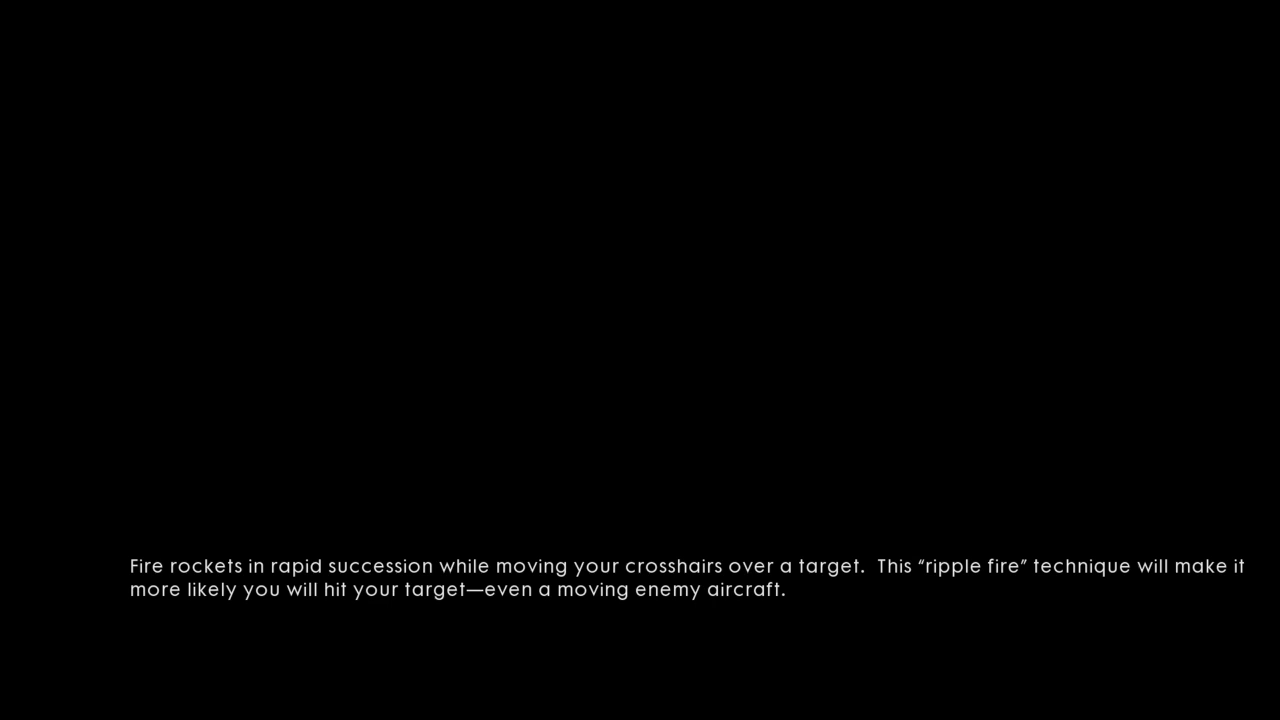 Fire rockets in rapid succession while moving your crosshairs over a target.  This “ripple fire” technique will make it
more likely you will hit your target—even a moving enemy aircraft.